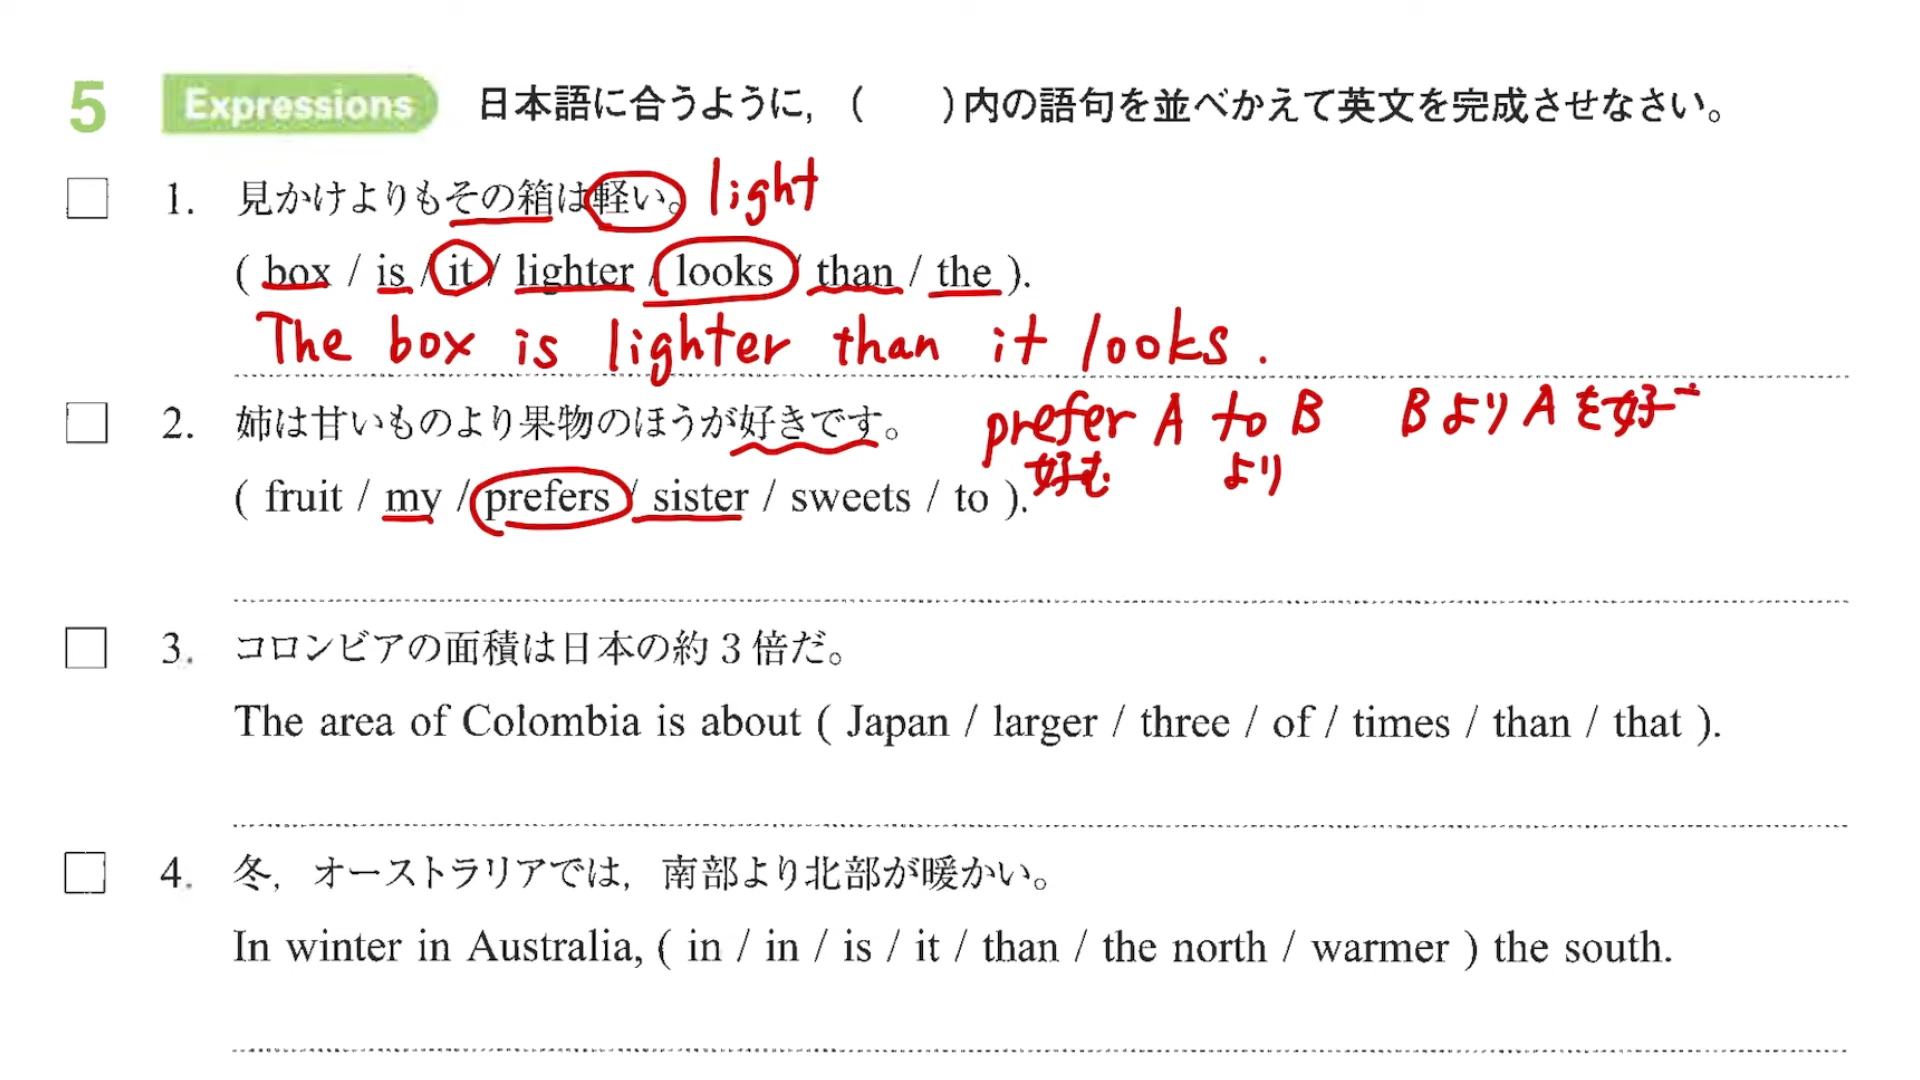 5 Expressions 日本語に合うように，（　　）内の語句を並べかえて英文を完成させなさい。
1. 見かけよりもその箱は軽い。 light
( box / is / it / lighter / looks / than / the ).
The box is lighter than it looks.
2. 姉は甘いものより果物のほうが好きです。 prefer A to B BよりAを好
好む より
( fruit / my / prefers / sister / sweets / to ).
3. コロンビアの面積は日本の約3倍だ。
The area of Colombia is about ( Japan / larger / three / of / times / than / that ).
4. 冬，オーストラリアでは，南部より北部が暖かい。
In winter in Australia, ( in / in / is / it / than / the north / warmer ) the south.